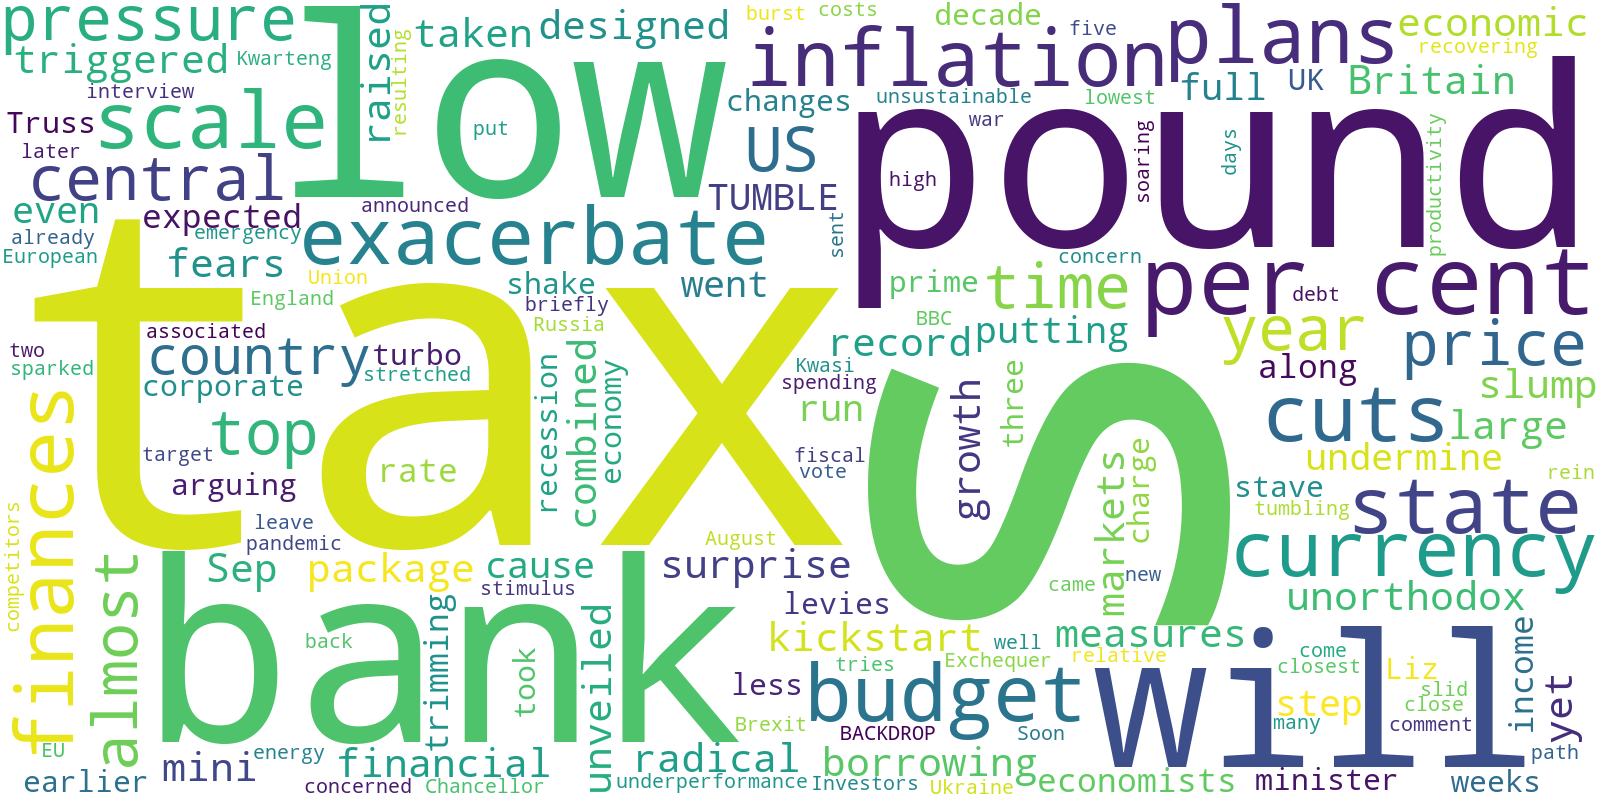 pressure
low
taken
designed
burst
costs
decade
inflation
five
plans
economic
recovering
triggered
Kwarteng
raised
resulting
interview
scale
Truss
later
put
changes
unsustainable
lowest
full
UK
Britain
war
US
pound
soaring
days
productivity
central
high
TUMBLE
even
expected
announced
already
European
emergency
exacerbate
sent
concern
fears
Union
shake
went
prime
time
per cent
debt
England
briefly
tax
associated
Russia
BBC
record
putting
year
price
two
sparked
country
turbo
stretched
Kwasi
spending
along
corporate
recession
combined
economy
run
s
growth
three
cuts
slump
large
finances
top
target
rate
fiscal
vote
markets
charge
undermine
rein
arguing
stave
tumbling
state
leave
pandemic
August
currency
competitors
almost
Sep
package
cause
surprise
came
new
stimulus
levies
unorthodox
bank
trimming
unveiled
back
took
kickstart
well
measures
tries
Exchequer
relative
will
come
closest
Liz
income
less
budget
step
slid
close
yet
Brexit
BACKDROP
Soon
many
comment
EU
energy
radical
path
earlier
mini
financial
borrowing
concerned
Chancellor
underperformance
Investors
Ukraine
economists
minister
weeks